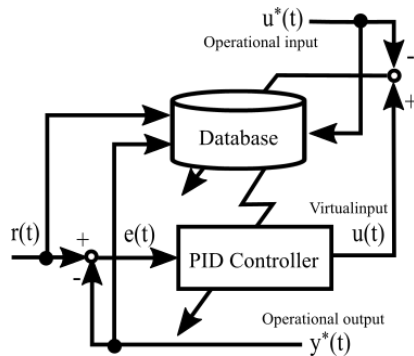 u*(t)
Operational input
-
+
Database
Virtualinput
r(t)
+
e(t)
u(t)
-
PID Controller
Operational output
y*(t)